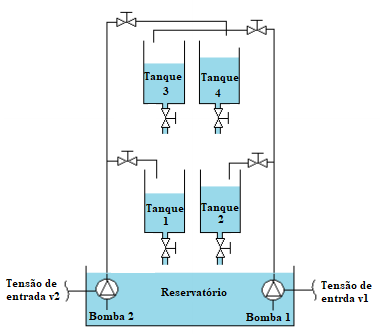 Tanque
3
Tanque
4
Tanque
1
Tanque
2
Tensão de
entrada v2
Reservatório
Tensão de
entrda v1
Bomba 2
Bomba 1